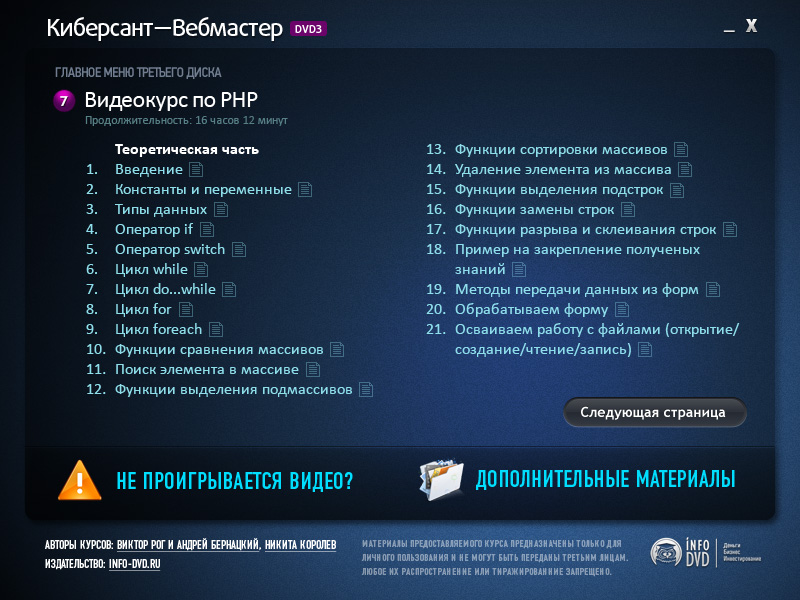 Киберсант—Вебмастер DVD3
_ X
ГЛАВНОЕ МЕНЮ ТРЕТЬЕГО ДИСКА
7 Видеокурс по PHP
Продолжительность: 16 часов 12 минут
Теоретическая часть
1. Введение
2. Константы и переменные
3. Типы данных
4. Оператор if
5. Оператор switch
6. Цикл while
7. Цикл do...while
8. Цикл for
9. Цикл foreach
10. Функции сравнения массивов
11. Поиск элемента в массиве
12. Функции выделения подмассивов
13. Функции сортировки массивов
14. Удаление элемента из массива
15. Функции выделения подстрок
16. Функции замены строк
17. Функции разрыва и склеивания строк
18. Пример на закрепление полученых
знаний
19. Методы передачи данных из форм
20. Обрабатываем форму
21. Осваиваем работу с файлами (открытие/
создание/чтение/запись)
Следующая страница
НЕ ПРОИГРЫВАЕТСЯ ВИДЕО?
ДОПОЛНИТЕЛЬНЫЕ МАТЕРИАЛЫ
АВТОРЫ КУРСОВ: ВИКТОР РОГ И АНДРЕЙ БЕРНАЦКИЙ, НИКИТА КОРОЛЕВ
ИЗДАТЕЛЬСТВО: INFO-DVD.RU
МАТЕРИАЛЫ ПРЕДОСТАВЛЯЕМОГО КУРСА ПРЕДНАЗНАЧЕНЫ ТОЛЬКО ДЛЯ
ЛИЧНОГО ПОЛЬЗОВАНИЯ И НЕ МОГУТ БЫТЬ ПЕРЕДАНЫ ТРЕТЬИМ ЛИЦАМ.
ЛЮБОЕ ИХ РАСПРОСТРАНЕНИЕ ИЛИ ТИРАЖИРОВАННИЕ ЗАПРЕЩЕНО.
INFO
DVD
Деньги
Бизнес
Инвестирование